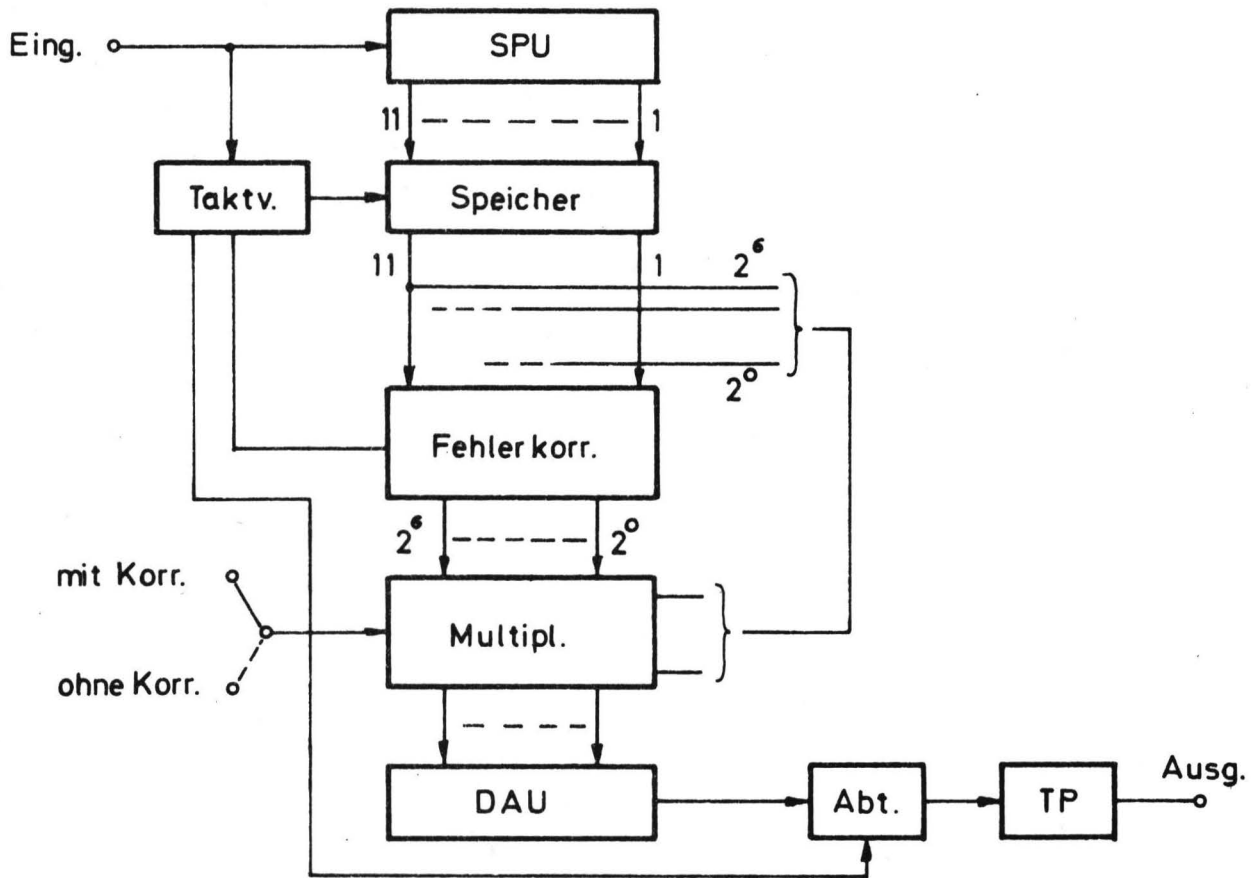 Eing.
SPU
11 1
Taktv.
Speicher
11 1 2⁶
2⁰
Fehlerkorr.
2⁶ 2⁰
mit Korr.
Multipl.
ohne Korr.
DAU
Abt.
TP
Ausg.